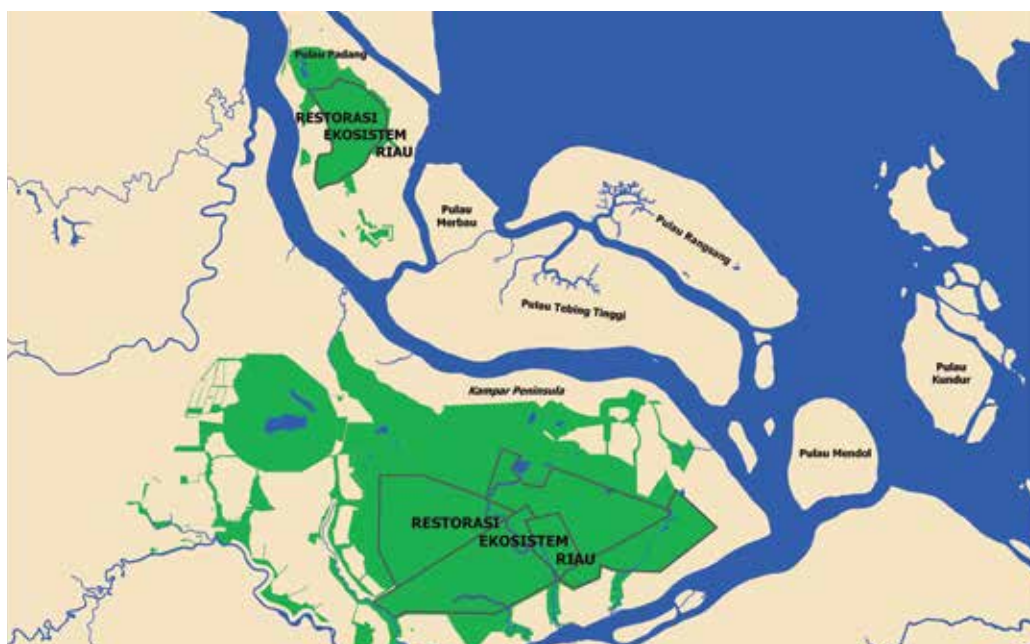 Pulau Padang
RESTORASI
EKOSISTEM
RIAU
Pulau
Merbau
Pulau Rangsang
Pulau Tebing Tinggi
Pulau
Kundur
Kampar Peninsula
Pulau Mendol
RESTORASI
EKOSISTEM
RIAU